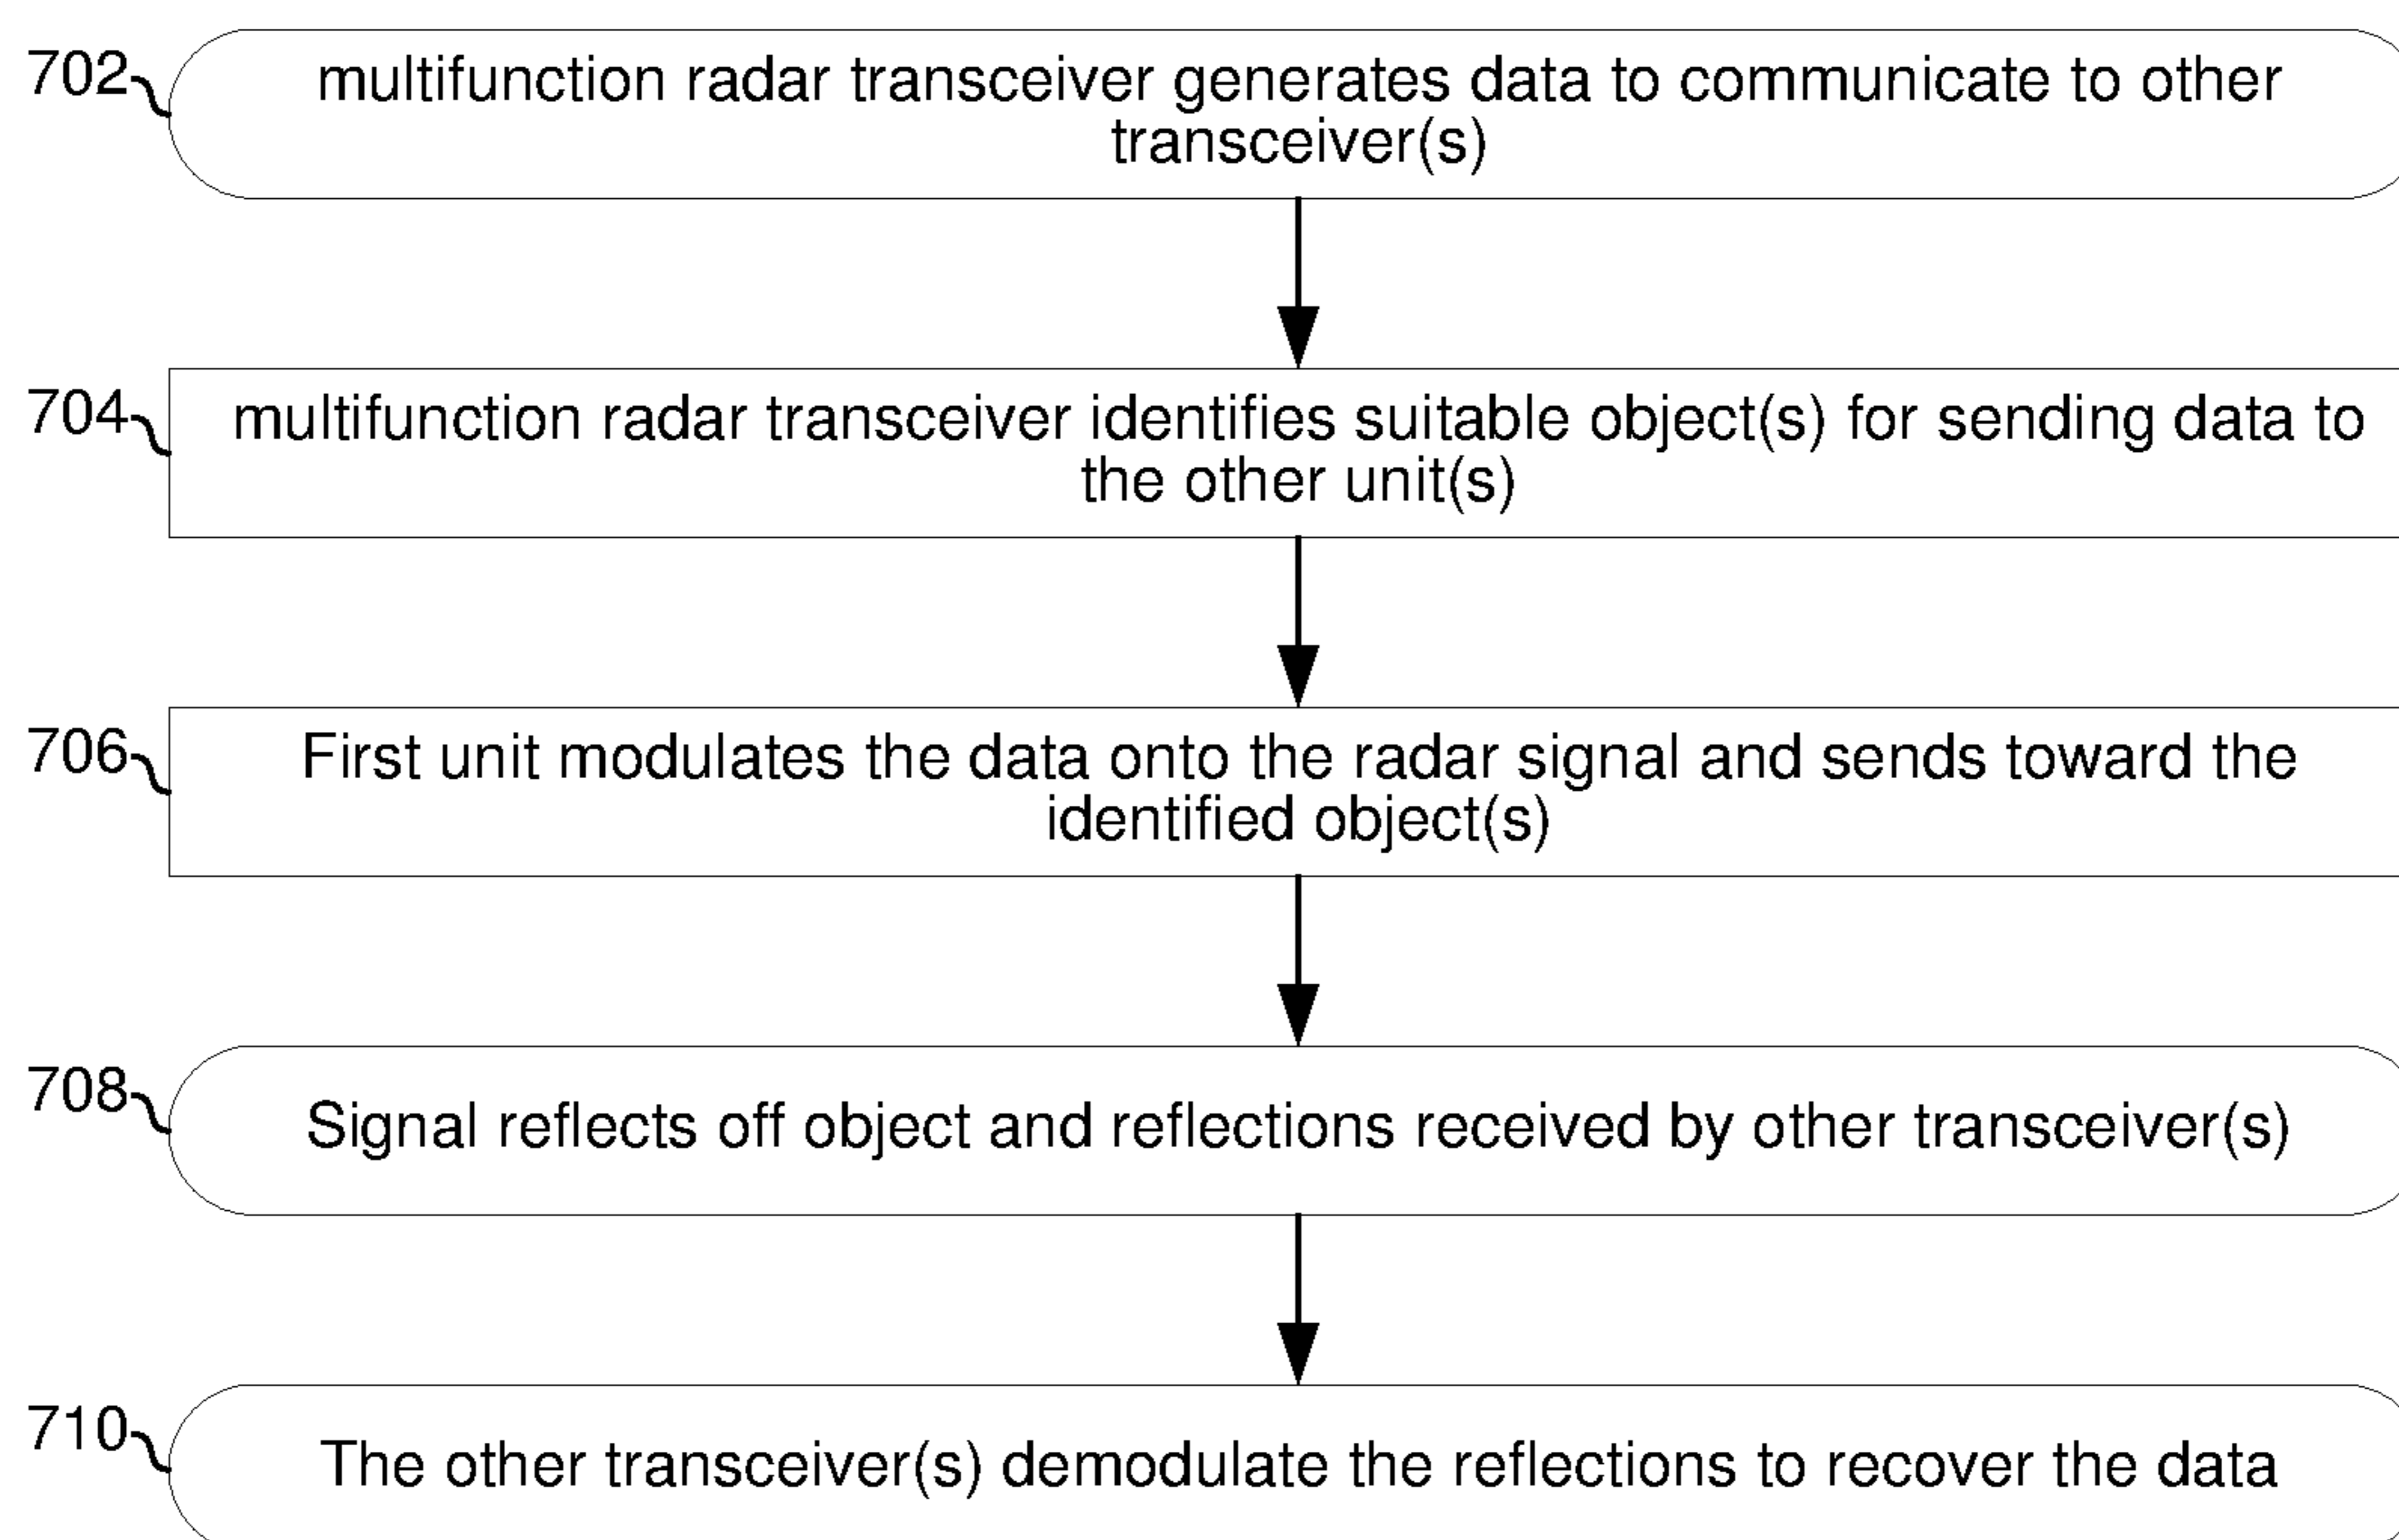 702
multifunction radar transceiver generates data to communicate to other
transceiver(s)
704
multifunction radar transceiver identifies suitable object(s) for sending data to
the other unit(s)
706
First unit modulates the data onto the radar signal and sends toward the
identified object(s)
708
Signal reflects off object and reflections received by other transceiver(s)
710
The other transceiver(s) demodulate the reflections to recover the data